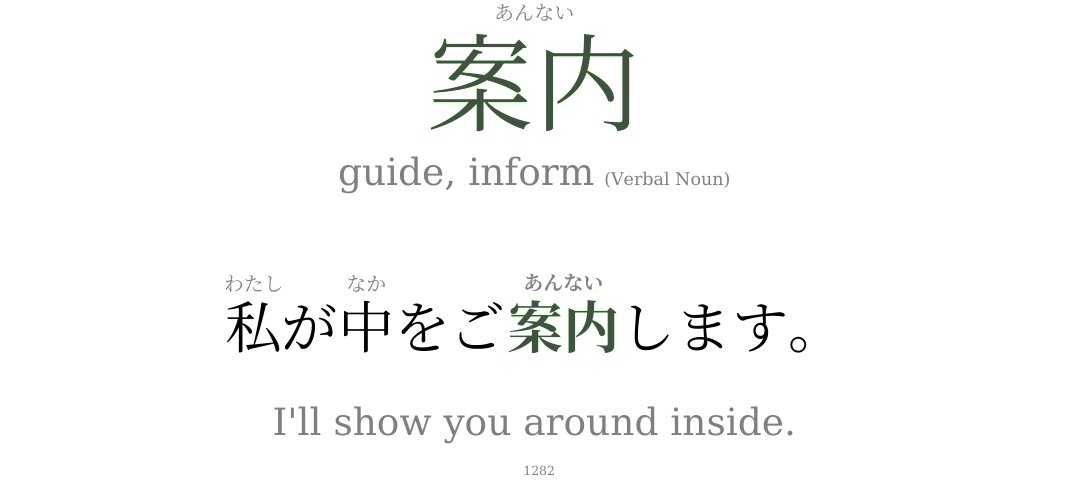 あんない
案内
guide, inform (Verbal Noun)
わたし なか あんない
私が中をご案内します。
I'll show you around inside.
1282